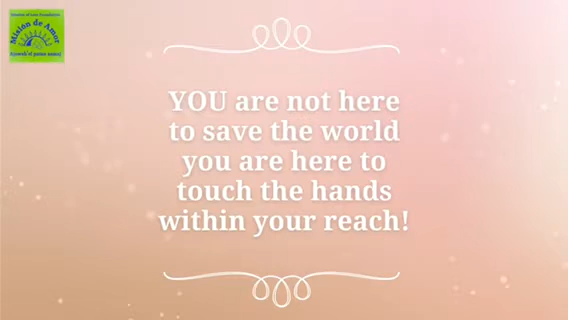 Misión de Amor
YOU are not here
to save the world
you are here to
touch the hands
within your reach!